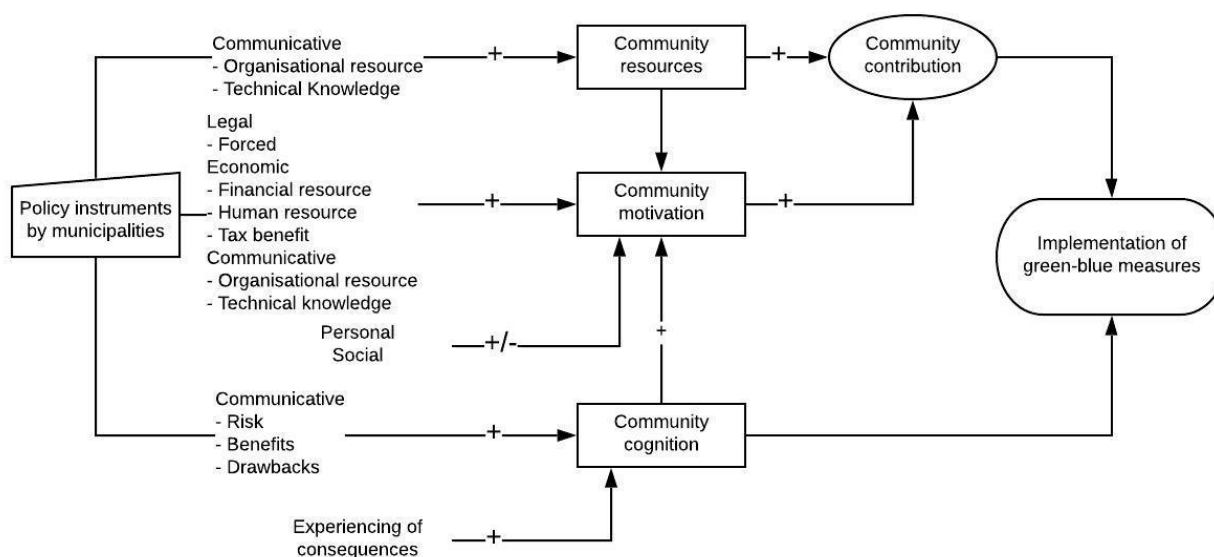 Communicative
- Organisational resource
- Technical Knowledge
+
Community
resources
+
Community
contribution
Legal
- Forced
Economic
- Financial resource
- Human resource
- Tax benefit
Communicative
- Organisational resource
- Technical knowledge
Policy instruments
by municipalities
+
Community
motivation
+
Implementation of
green-blue measures
Personal
Social
+/-
+
Communicative
- Risk
- Benefits
- Drawbacks
+
Community
cognition
Experiencing of
consequences
+